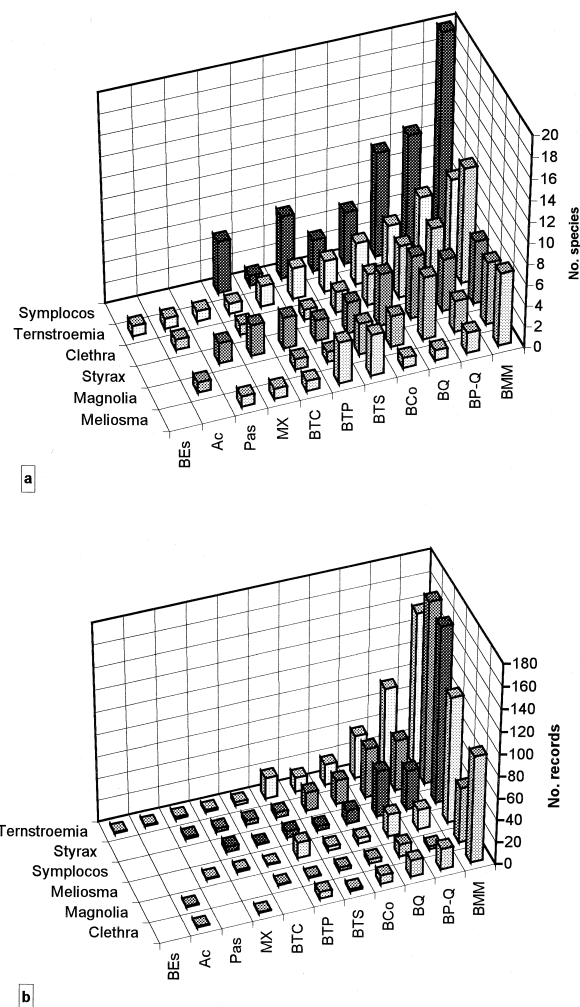 20
18
16
14
12
10
8
6
4
2
0
No. species
Symplocos
Ternstroemia
Clethra
Styrax
Magnolia
Meliosma
BEs
Ac
Pas
MX
BTC
BTP
BTS
BCo
BQ
BP-Q
BMM
a
180
160
140
120
100
80
60
40
20
0
No. records
Ternstroemia
Styrax
Symplocos
Meliosma
Magnolia
Clethra
BEs
Ac
Pas
MX
BTC
BTP
BTS
BCo
BQ
BP-Q
BMM
b